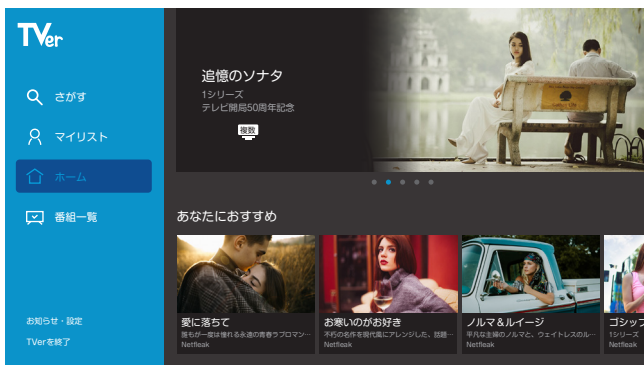 TVer
さがす
マイリスト
ホーム
番組一覧
お知らせ・設定
TVerを終了
追憶のソナタ
1シリーズ
テレビ開局50周年記念
複数
あなたにおすすめ
愛に落ちて
誰もが一度は憧れる永遠の青春ラブロマン…
Netfleak
お寒いのがお好き
不朽の名作を現代風にアレンジした、話題…
Netfleak
ノルマ＆ルイージ
平凡な主婦のノルマと、ウェイトレスのル…
Netfleak
ゴシップ
1シリーズ
Netfleak